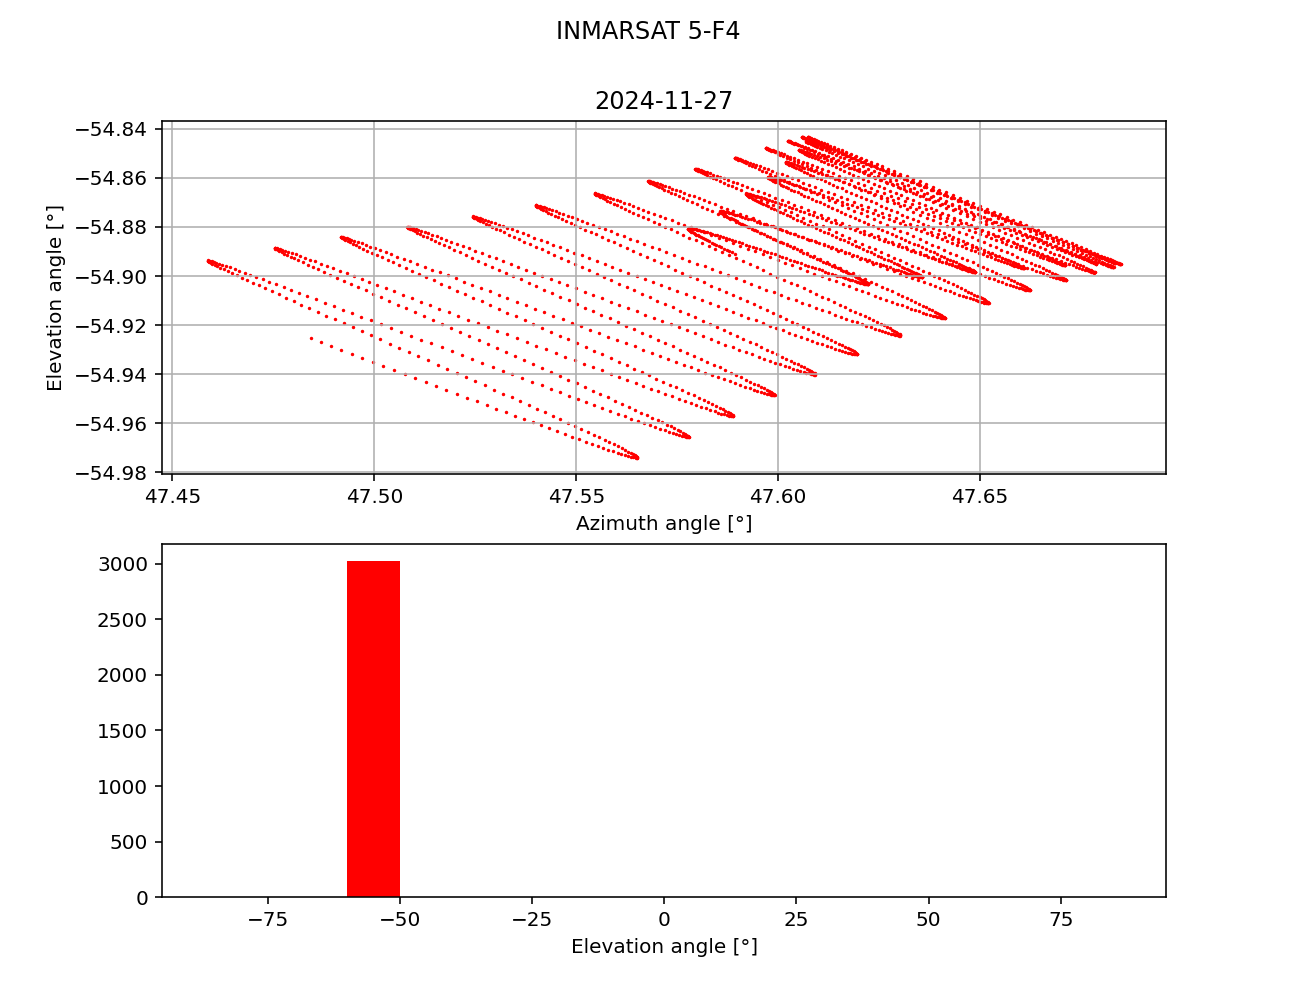 INMARSAT 5-F4
2024-11-27
−54.84
−54.86
−54.88
−54.90
−54.92
−54.94
−54.96
−54.98
Elevation angle [°]
47.45 47.50 47.55 47.60 47.65
Azimuth angle [°]
3000
2500
2000
1500
1000
500
0
−75 −50 −25 0 25 50 75
Elevation angle [°]